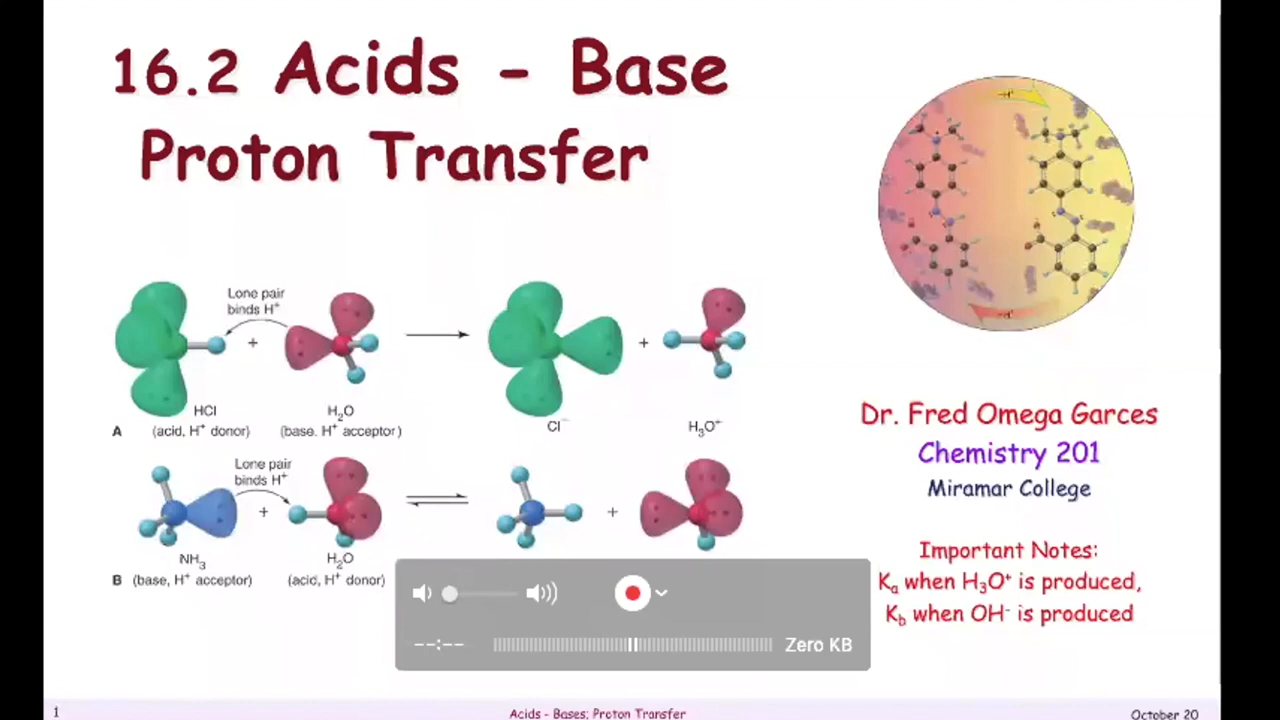 16.2 Acids - Base
Proton Transfer
-H⁺
Lone pair
binds H⁺
+
+
HCl
H₂O
Cl⁻
H₃O⁺
A (acid, H⁺ donor) (base. H⁺ acceptor)
Lone pair
binds H⁺
+
+
NH₃
H₂O
B (base, H⁺ acceptor) (acid, H⁺ donor)
Dr. Fred Omega Garces
Chemistry 201
Miramar College
Important Notes:
Kₐ when H₃O⁺ is produced,
K_b when OH⁻ is produced
--:-- Zero KB
1 Acids - Bases; Proton Transfer October 20